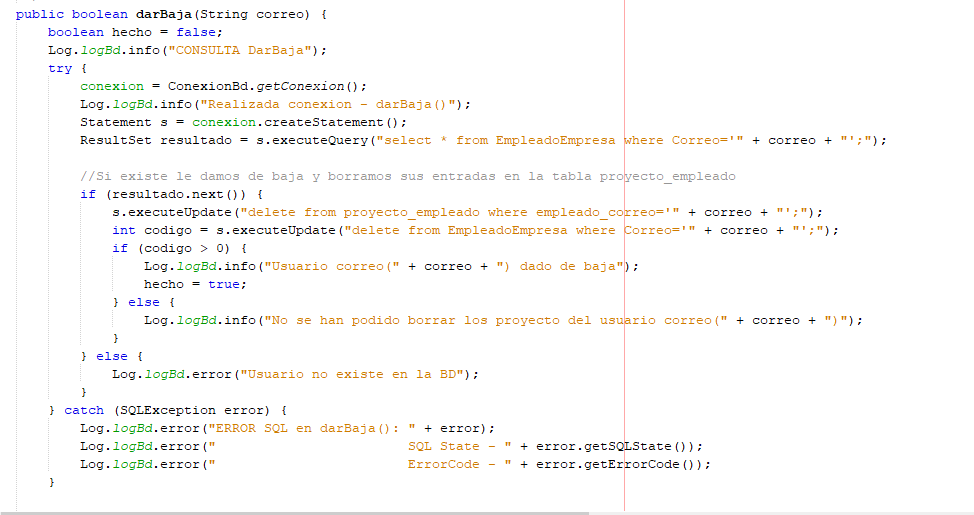 public boolean darBaja(String correo) {
    boolean hecho = false;
    Log.logBd.info("CONSULTA DarBaja");
    try {
        conexion = ConexionBd.getConexion();
        Log.logBd.info("Realizada conexion - darBaja()");
        Statement s = conexion.createStatement();
        ResultSet resultado = s.executeQuery("select * from EmpleadoEmpresa where Correo='" + correo + "';");
        //Si existe le damos de baja y borramos sus entradas en la tabla proyecto_empleado
        if (resultado.next()) {
            s.executeUpdate("delete from proyecto_empleado where empleado_correo='" + correo + "';");
            int codigo = s.executeUpdate("delete from EmpleadoEmpresa where Correo='" + correo + "';");
            if (codigo > 0) {
                Log.logBd.info("Usuario correo(" + correo + ") dado de baja");
                hecho = true;
            } else {
                Log.logBd.info("No se han podido borrar los proyecto del usuario correo(" + correo + ")");
            }
        } else {
            Log.logBd.error("Usuario no existe en la BD");
        }
    } catch (SQLException error) {
        Log.logBd.error("ERROR SQL en darBaja(): " + error);
        Log.logBd.error("                        SQL State - " + error.getSQLState());
        Log.logBd.error("                        ErrorCode - " + error.getErrorCode());
    }